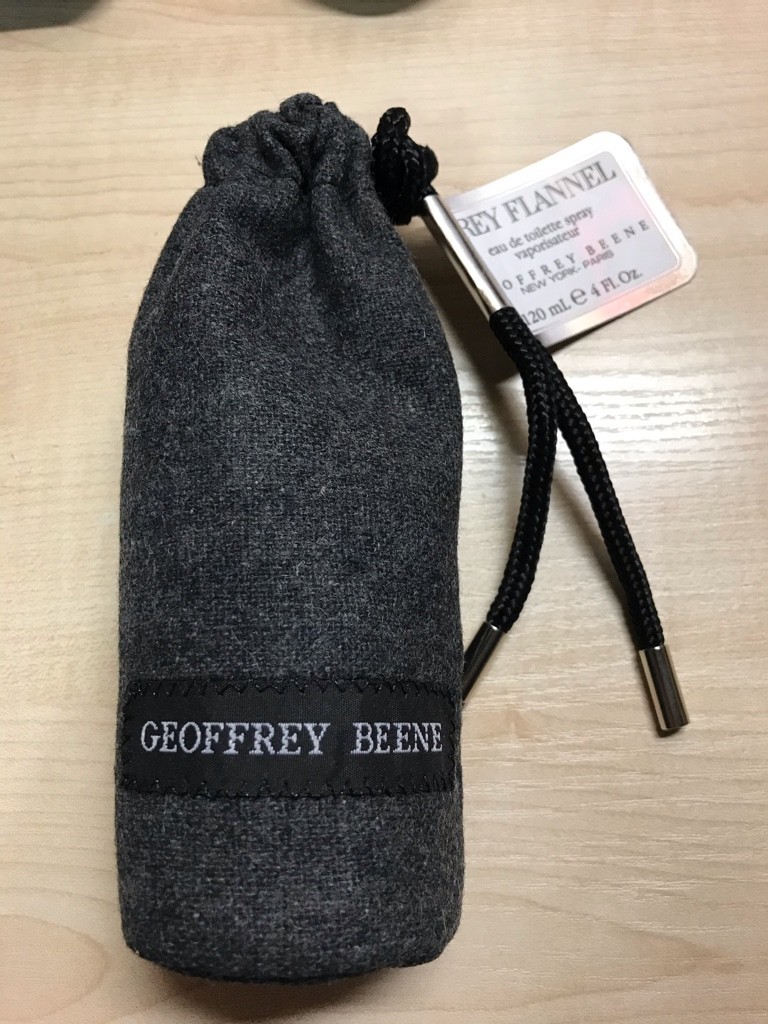 REY FLANNEL
eau de toilette spray
vaporisateur
OFFREY BEENE
NEW YORK- PARIS
120 mL e 4 Fl. Oz.
GEOFFREY BEENE